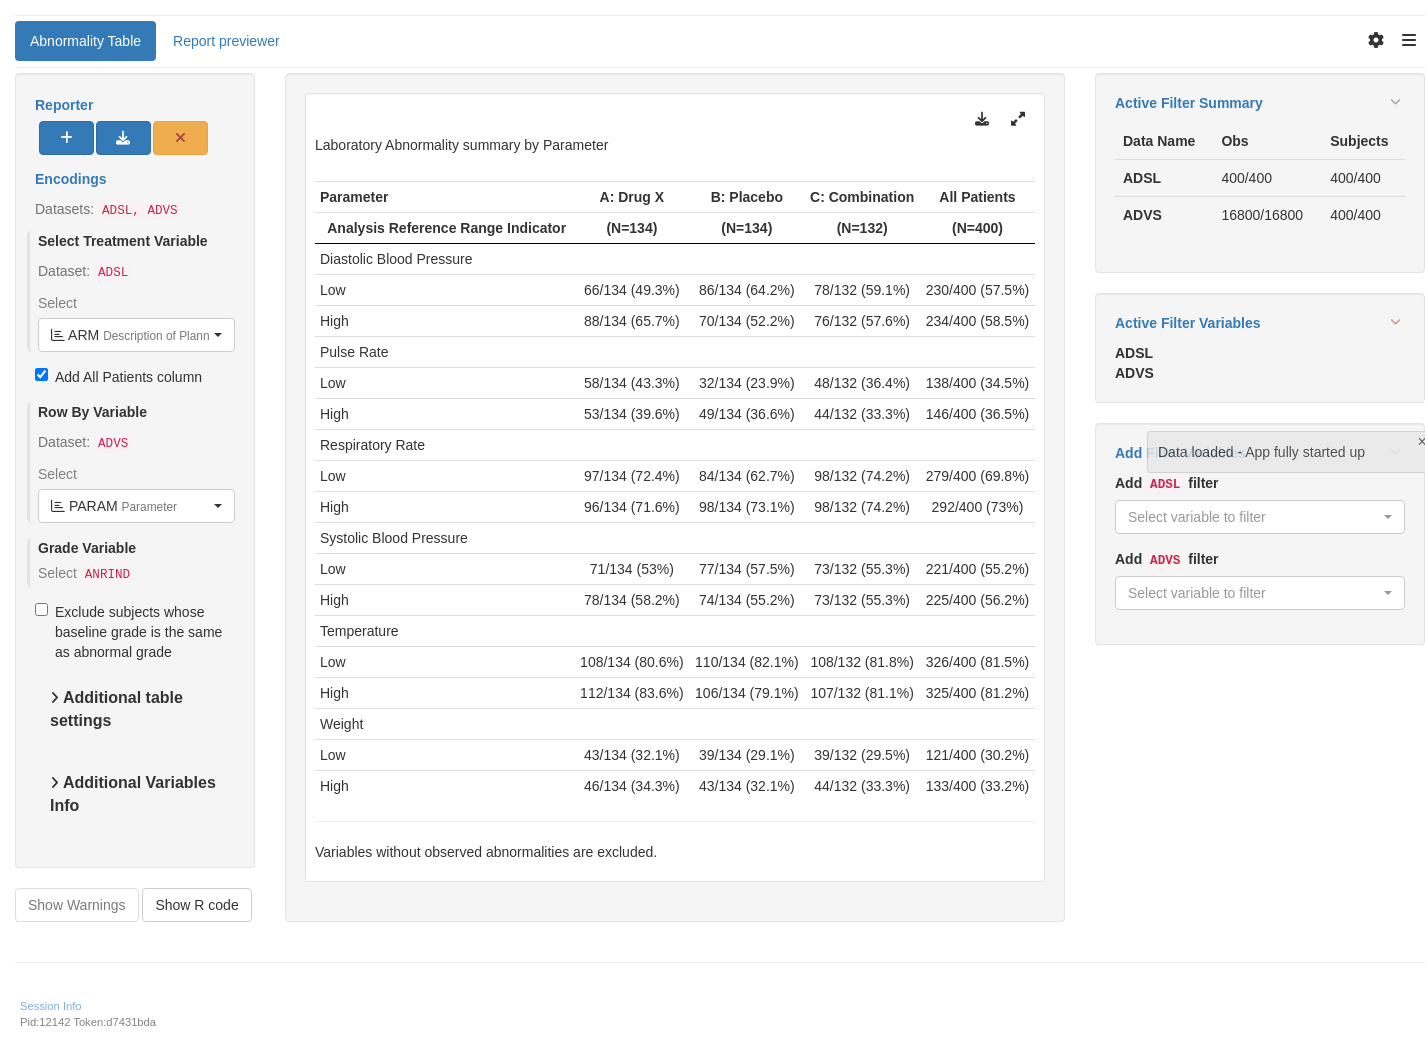 Abnormality Table Report previewer
Reporter
Encodings
Datasets: ADSL, ADVS
Select Treatment Variable
Dataset: ADSL
Select
ARM Description of Plann
Add All Patients column
Row By Variable
Dataset: ADVS
Select
PARAM Parameter
Grade Variable
Select ANRIND
Exclude subjects whose
baseline grade is the same
as abnormal grade
Additional table
settings
Additional Variables
Info
Show Warnings Show R code
Laboratory Abnormality summary by Parameter
Parameter A: Drug X B: Placebo C: Combination All Patients
Analysis Reference Range Indicator (N=134) (N=134) (N=132) (N=400)
Diastolic Blood Pressure
Low 66/134 (49.3%) 86/134 (64.2%) 78/132 (59.1%) 230/400 (57.5%)
High 88/134 (65.7%) 70/134 (52.2%) 76/132 (57.6%) 234/400 (58.5%)
Pulse Rate
Low 58/134 (43.3%) 32/134 (23.9%) 48/132 (36.4%) 138/400 (34.5%)
High 53/134 (39.6%) 49/134 (36.6%) 44/132 (33.3%) 146/400 (36.5%)
Respiratory Rate
Low 97/134 (72.4%) 84/134 (62.7%) 98/132 (74.2%) 279/400 (69.8%)
High 96/134 (71.6%) 98/134 (73.1%) 98/132 (74.2%) 292/400 (73%)
Systolic Blood Pressure
Low 71/134 (53%) 77/134 (57.5%) 73/132 (55.3%) 221/400 (55.2%)
High 78/134 (58.2%) 74/134 (55.2%) 73/132 (55.3%) 225/400 (56.2%)
Temperature
Low 108/134 (80.6%) 110/134 (82.1%) 108/132 (81.8%) 326/400 (81.5%)
High 112/134 (83.6%) 106/134 (79.1%) 107/132 (81.1%) 325/400 (81.2%)
Weight
Low 43/134 (32.1%) 39/134 (29.1%) 39/132 (29.5%) 121/400 (30.2%)
High 46/134 (34.3%) 43/134 (32.1%) 44/132 (33.3%) 133/400 (33.2%)
Variables without observed abnormalities are excluded.
Active Filter Summary
Data Name Obs Subjects
ADSL 400/400 400/400
ADVS 16800/16800 400/400
Active Filter Variables
ADSL
ADVS
Add
Data loaded - App fully started up
Add ADSL filter
Select variable to filter
Add ADVS filter
Select variable to filter
Session Info
Pid:12142 Token:d7431bda